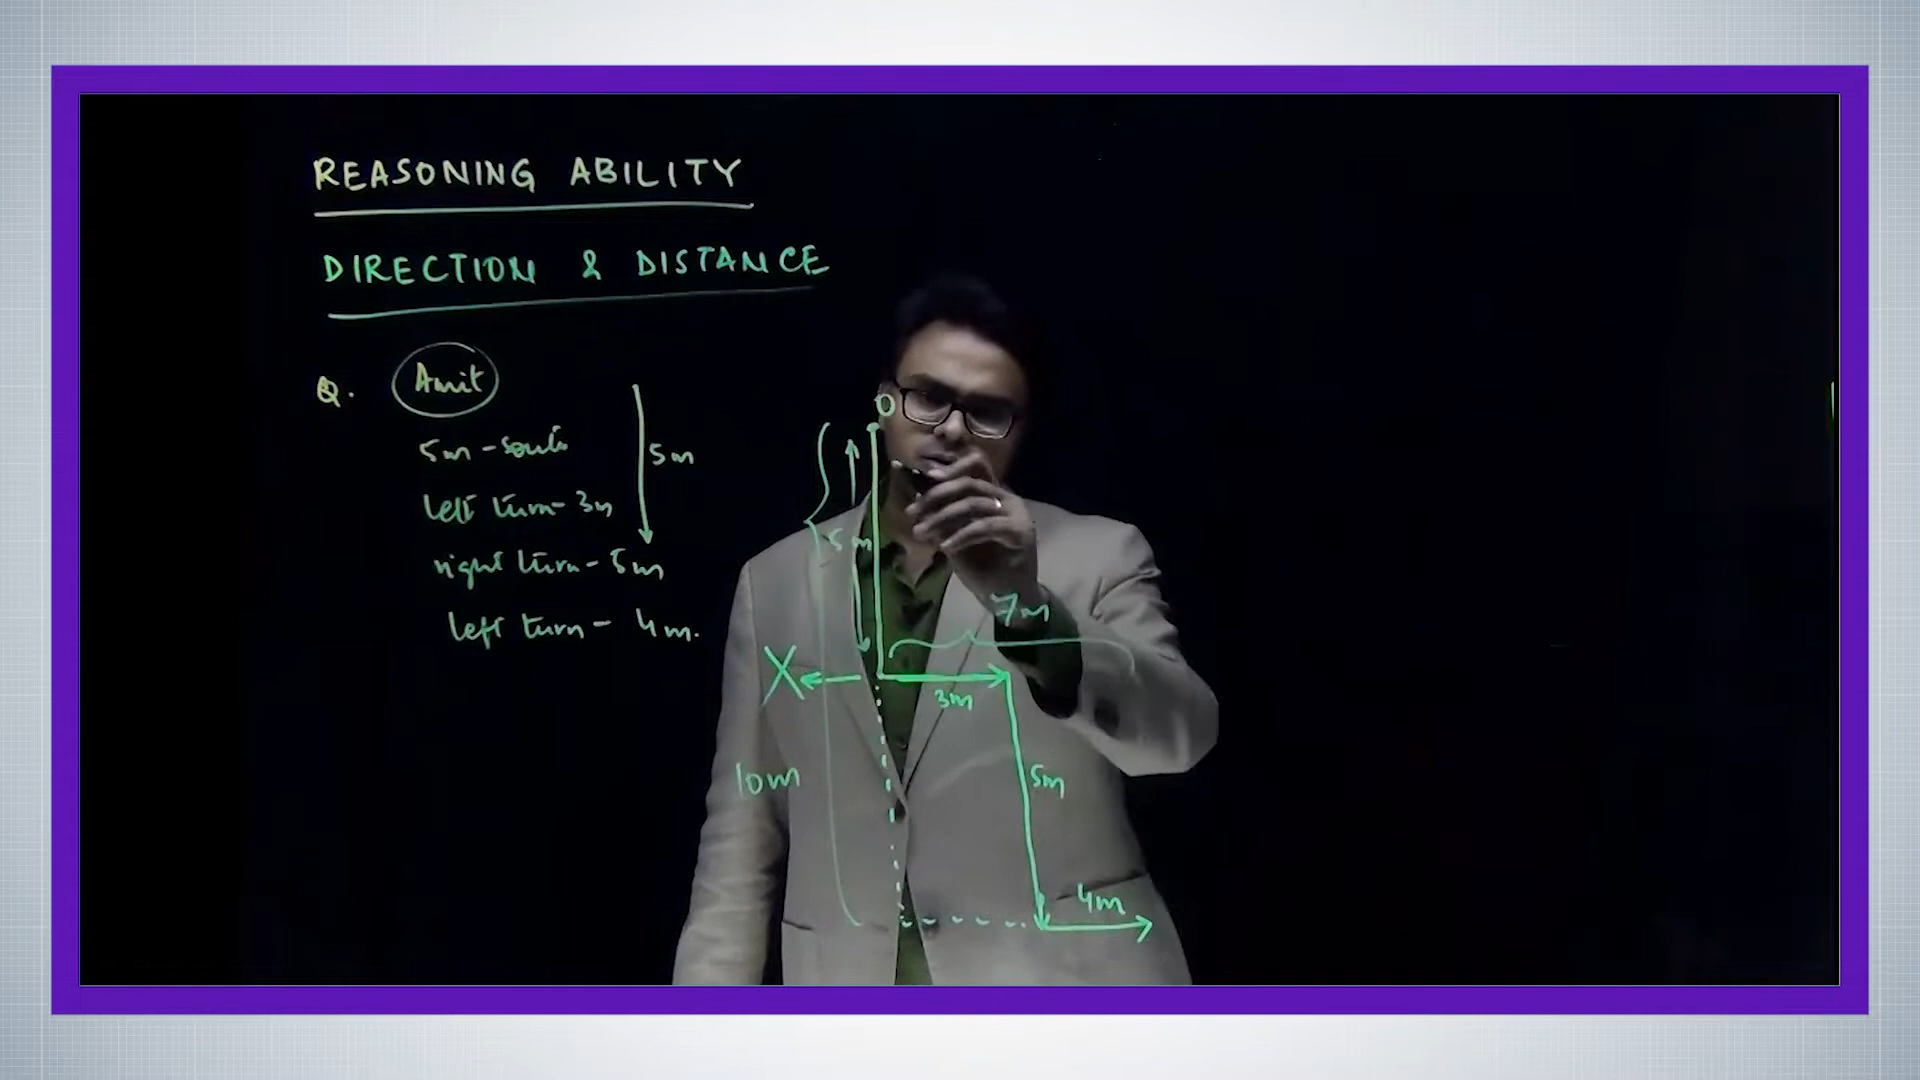 REASONING ABILITY
DIRECTION & DISTANCE
Q. Amit
5m - south
left turn - 3m
right turn - 5m
left turn - 4m.
5m
O
5m
7m
X
3m
10m
5m
4m